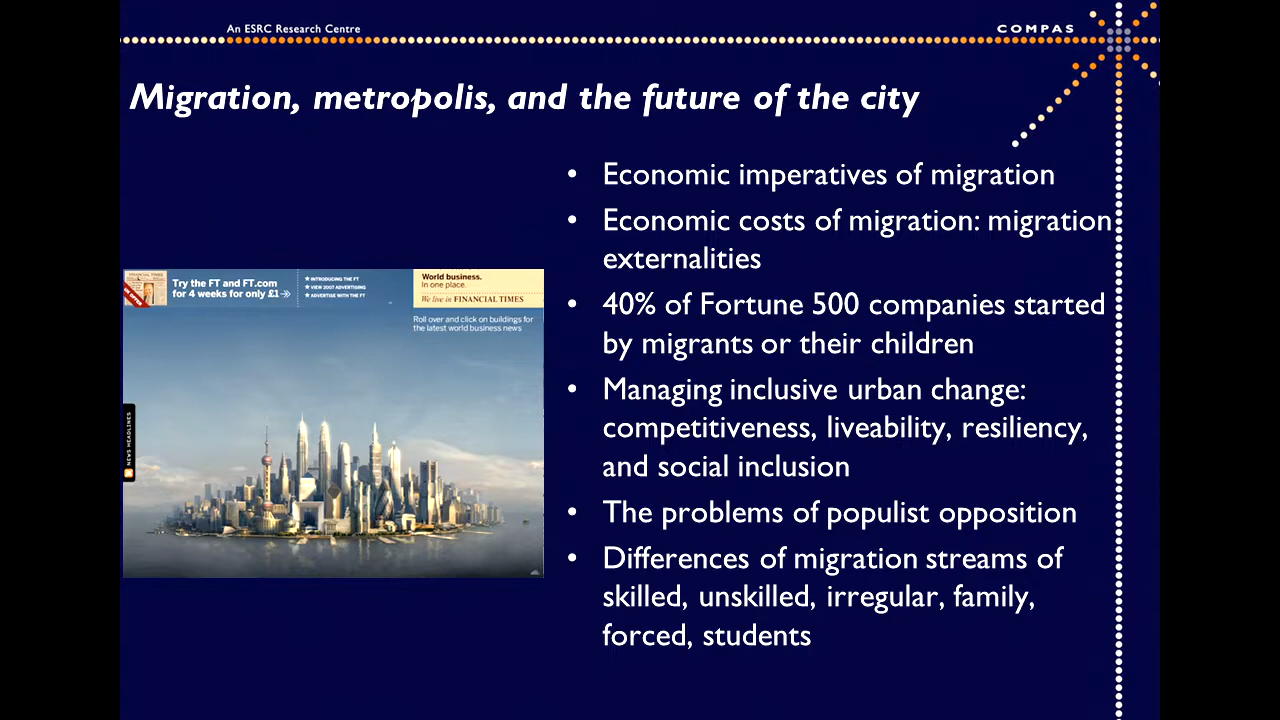 An ESRC Research Centre
COMPAS
Migration, metropolis, and the future of the city
• Economic imperatives of migration
• Economic costs of migration: migration
externalities
• 40% of Fortune 500 companies started
by migrants or their children
• Managing inclusive urban change:
competitiveness, liveability, resiliency,
and social inclusion
• The problems of populist opposition
• Differences of migration streams of
skilled, unskilled, irregular, family,
forced, students
FINANCIAL TIMES
Try the FT and FT.com
for 4 weeks for only £1
INTRODUCING THE FT
VIEW 2007 ADVERTISING
ADVERTISE WITH THE FT
World business.
In one place.
We live in FINANCIAL TIMES
Roll over and click on buildings for
the latest world business news
NEWS HEADLINES